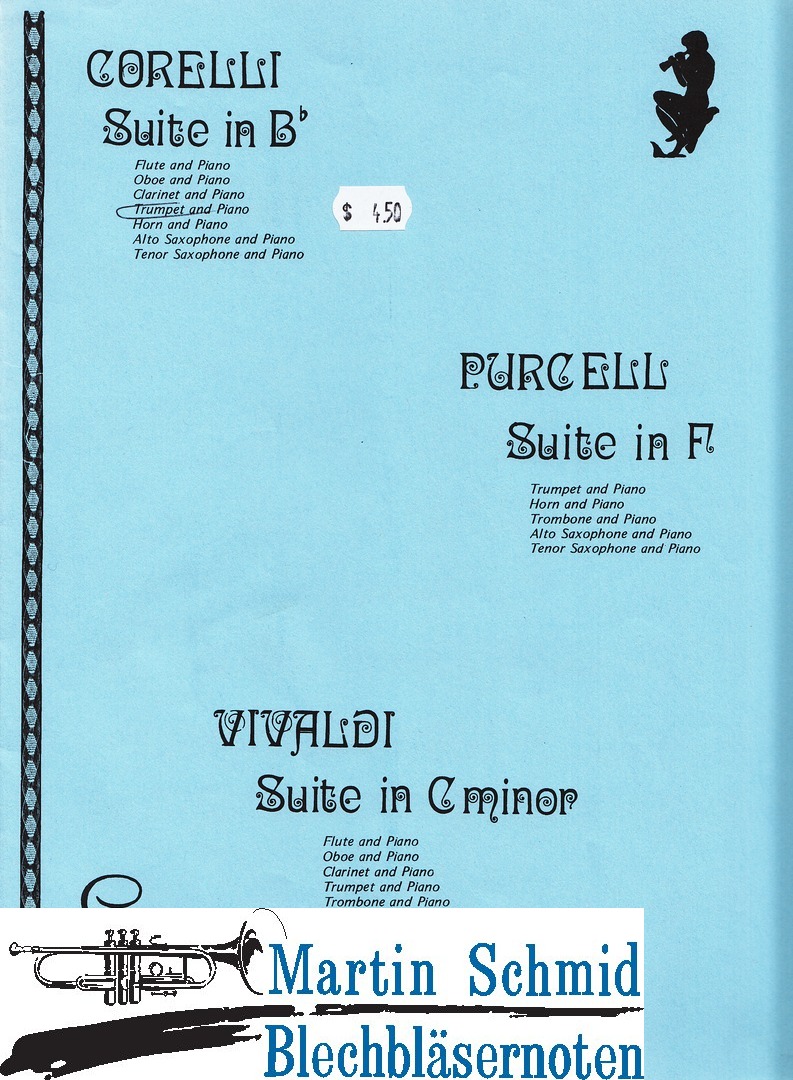 CORELLI
Suite in B♭
Flute and Piano
Oboe and Piano
Clarinet and Piano
Trumpet and Piano
Horn and Piano
Alto Saxophone and Piano
Tenor Saxophone and Piano
$ 4.50
PURCELL
Suite in F
Trumpet and Piano
Horn and Piano
Trombone and Piano
Alto Saxophone and Piano
Tenor Saxophone and Piano
VIVALDI
Suite in C minor
Flute and Piano
Oboe and Piano
Clarinet and Piano
Trumpet and Piano
Trombone and Piano
Martin Schmid
Blechbläsernoten